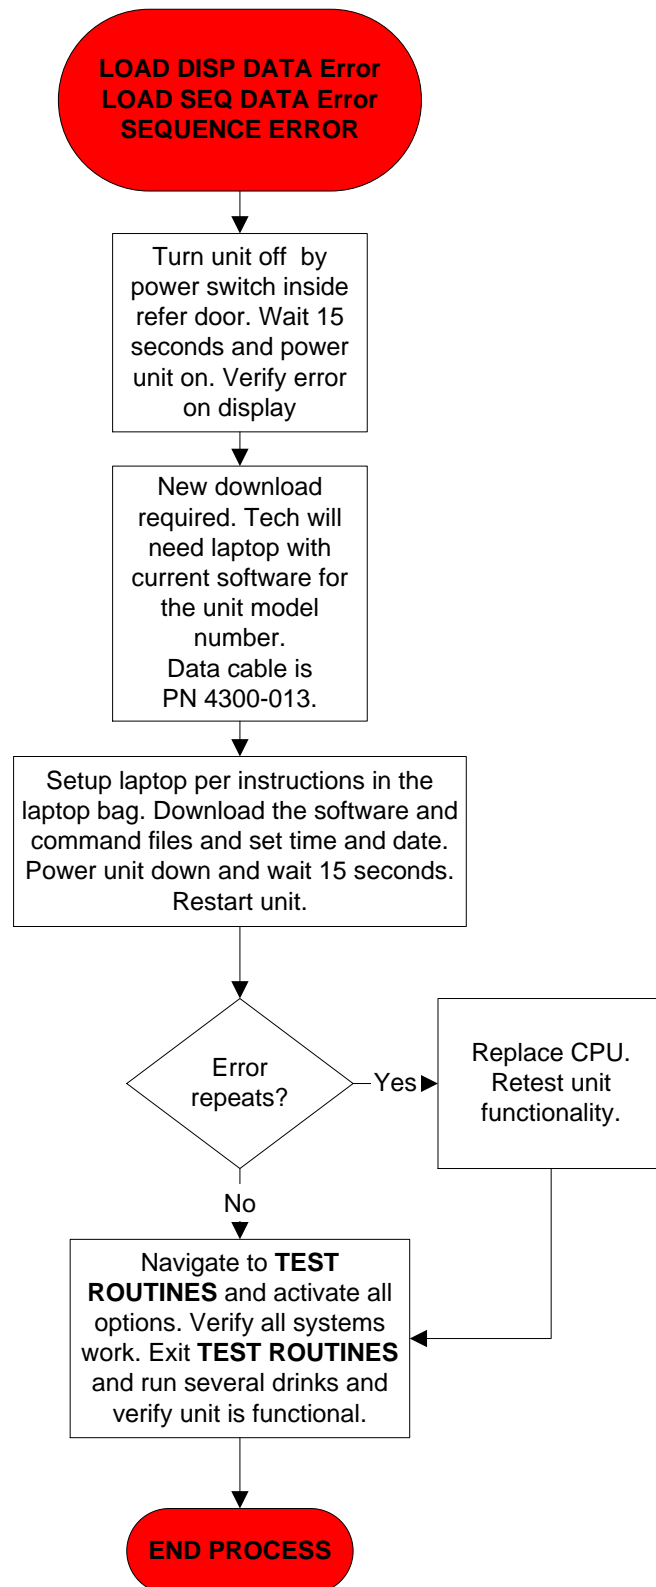 LOAD DISP DATA Error
LOAD SEQ DATA Error
SEQUENCE ERROR
Turn unit off  by
power switch inside
refer door. Wait 15
seconds and power
unit on. Verify error
on display
New download
required. Tech will
need laptop with
current software for
the unit model
number.
Data cable is
PN 4300-013.
Setup laptop per instructions in the
laptop bag. Download the software and
command files and set time and date.
Power unit down and wait 15 seconds.
Restart unit.
Error
repeats?
Yes
Replace CPU.
Retest unit
functionality.
No
Navigate to TEST
ROUTINES and activate all
options. Verify all systems
work. Exit TEST ROUTINES
and run several drinks and
verify unit is functional.
END PROCESS